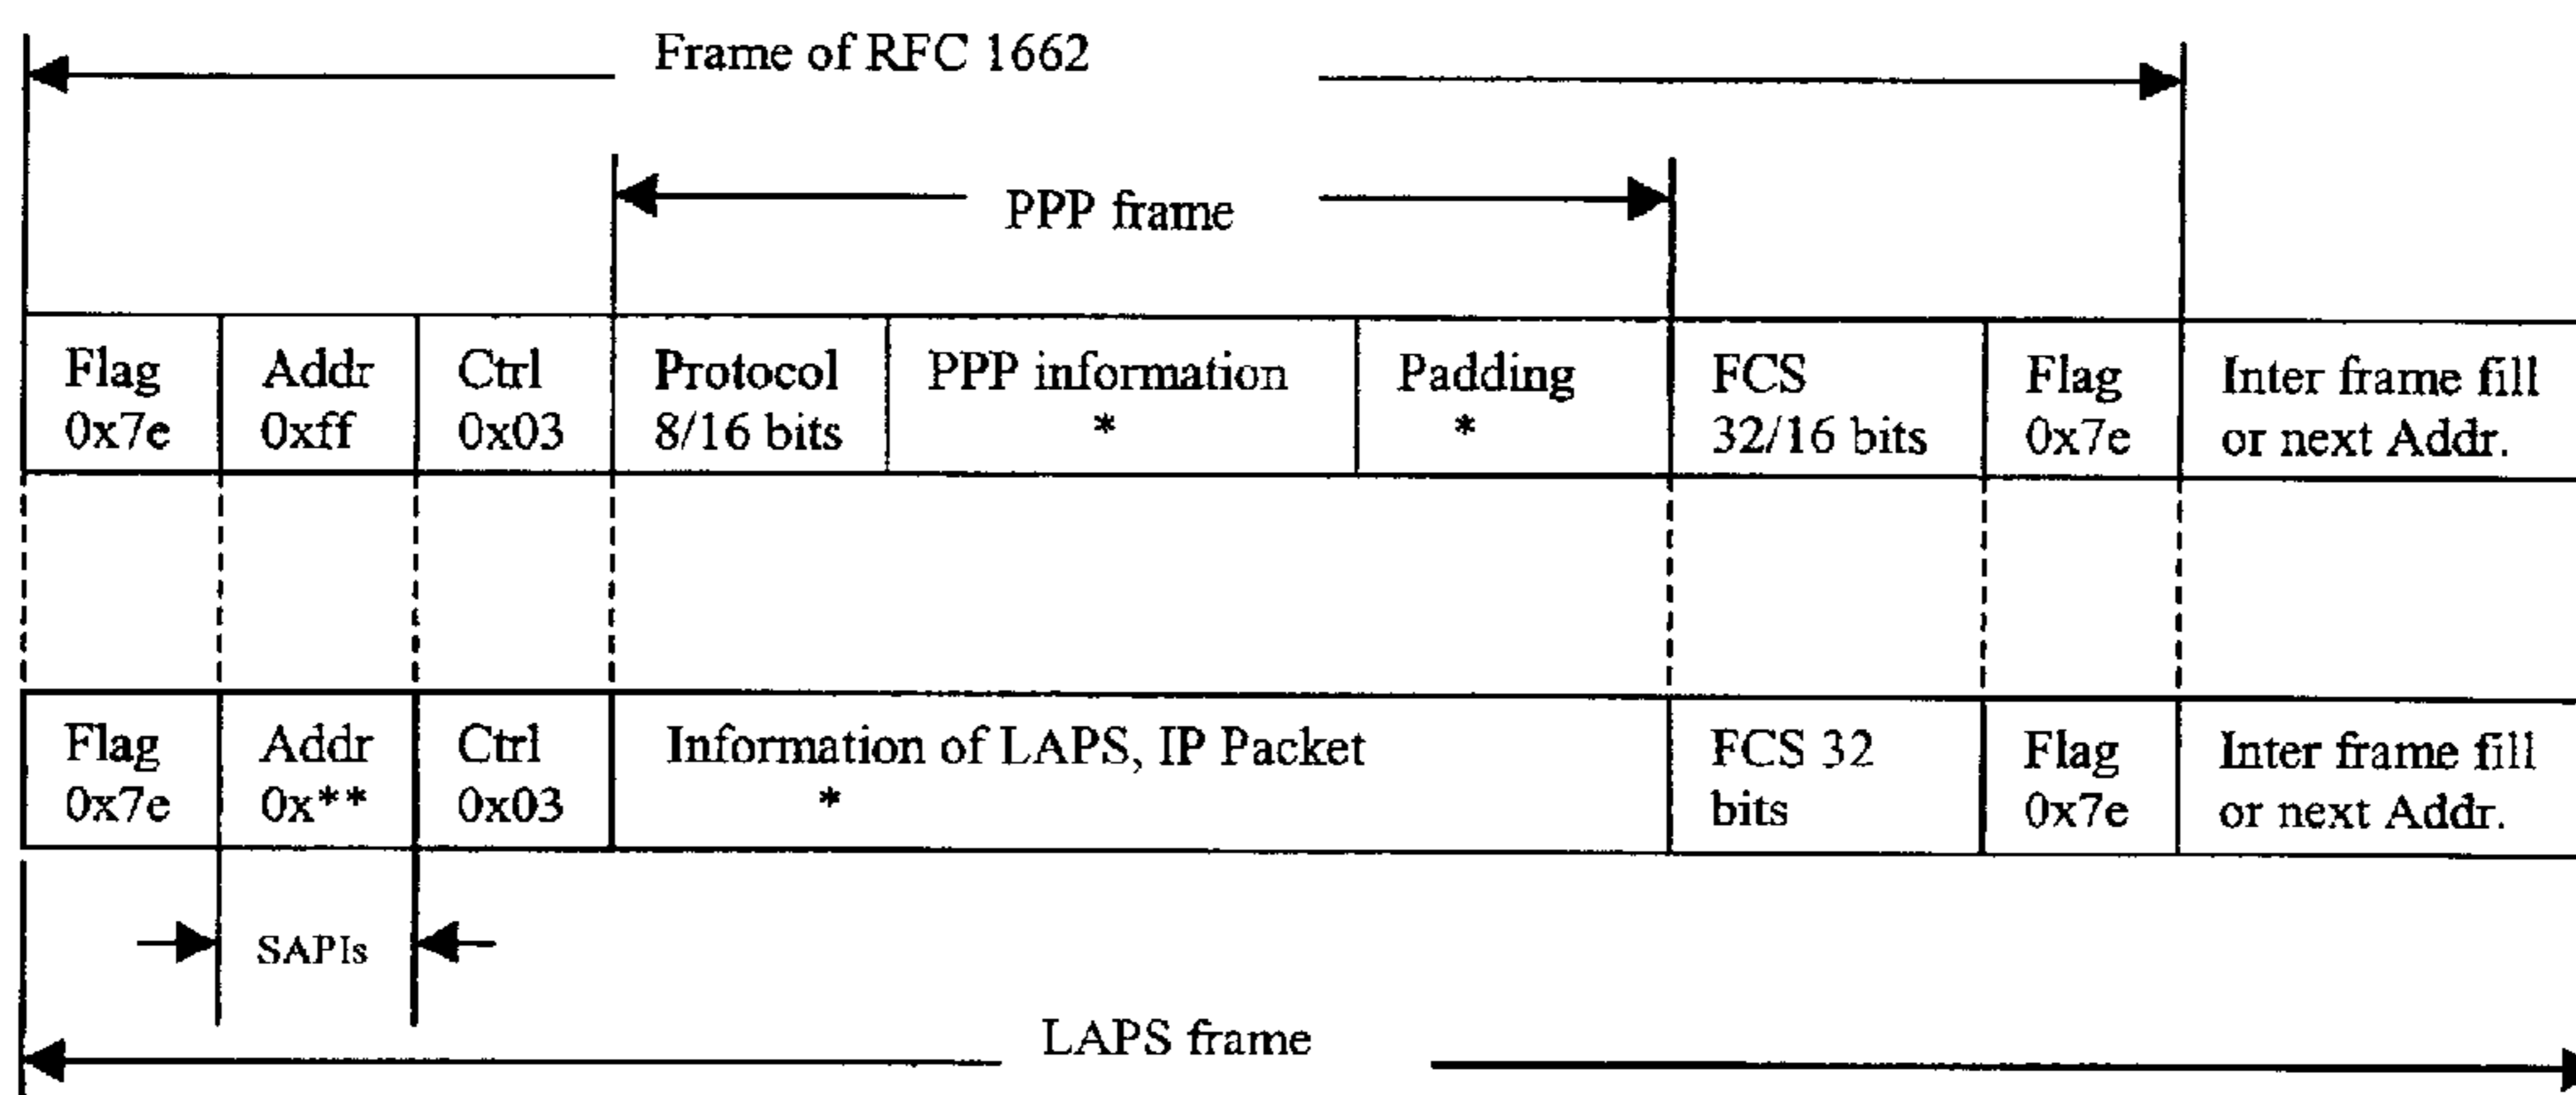 Frame of RFC 1662
PPP frame
Flag
0x7e
Addr
0xff
Ctrl
0x03
Protocol
8/16 bits
PPP information
*
Padding
*
FCS
32/16 bits
Flag
0x7e
Inter frame fill
or next Addr.
Flag
0x7e
Addr
0x**
Ctrl
0x03
Information of LAPS, IP Packet
*
FCS 32
bits
Flag
0x7e
Inter frame fill
or next Addr.
SAPIs
LAPS frame